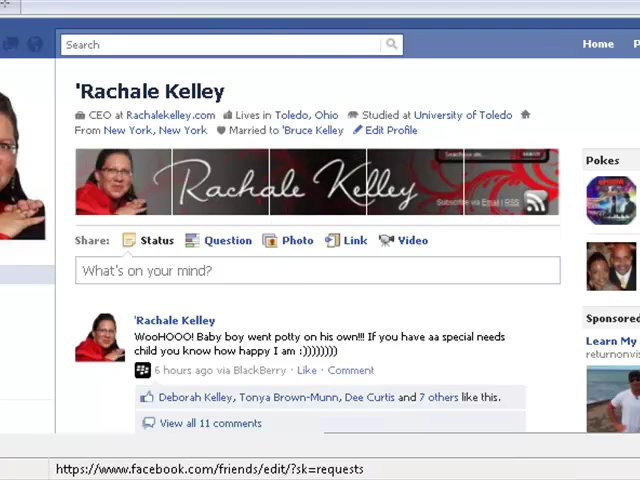 Search
Home
'Rachale Kelley
CEO at Rachalekelley.com Lives in Toledo, Ohio Studied at University of Toledo
From New York, New York Married to 'Bruce Kelley Edit Profile
Rachale Kelley
Subscribe via Email | RSS
Pokes
Share: Status Question Photo Link Video
What's on your mind?
Sponsored
'Rachale Kelley
WooHOOO! Baby boy went potty on his own!!! If you have aa special needs
child you know how happy I am :))))))))
Learn My
returnonvis
6 hours ago via BlackBerry · Like · Comment
Deborah Kelley, Tonya Brown-Munn, Dee Curtis and 7 others like this.
View all 11 comments
https://www.facebook.com/friends/edit/?sk=requests